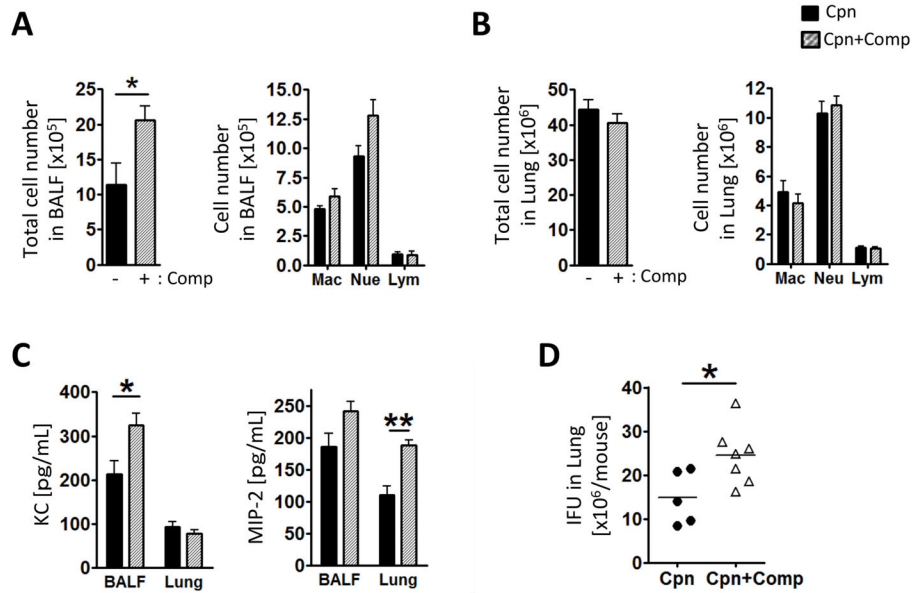 A
B
Cpn
Cpn+Comp
Total cell number
in BALF [x10⁵]
25
20
15
10
5
0
*
- + : Comp
Cell number
in BALF [x10⁵]
15.0
12.5
10.0
7.5
5.0
2.5
0.0
Mac Nue Lym
Total cell number
in Lung [x10⁶]
50
40
30
20
10
0
- + : Comp
Cell number
in Lung [x10⁶]
12
10
8
6
4
2
0
Mac Neu Lym
C
D
KC [pg/mL]
400
300
200
100
0
*
BALF Lung
MIP-2 [pg/mL]
250
200
150
100
50
0
**
BALF Lung
IFU in Lung
[x10⁶/mouse]
40
30
20
10
0
*
Cpn Cpn+Comp